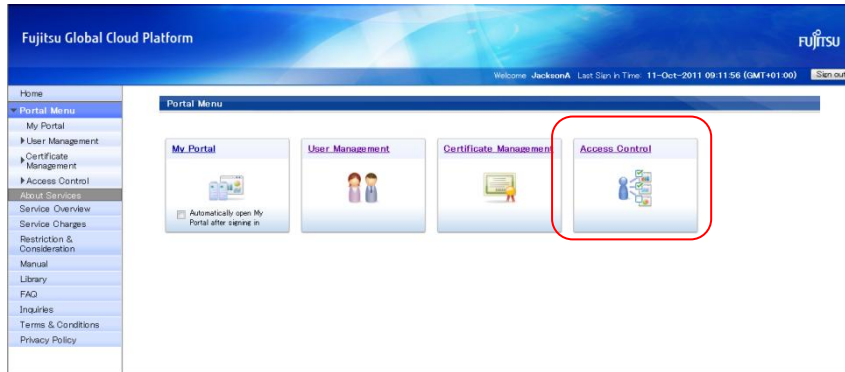 Fujitsu Global Cloud Platform
FUJITSU
Welcome JacksonA Last Sign in Time: 11-Oct-2011 09:11:56 (GMT+01:00) Sign out
Home
Portal Menu
My Portal
User Management
Certificate
Management
Access Control
About Services
Service Overview
Service Charges
Restriction &
Consideration
Manual
Library
FAQ
Inquiries
Terms & Conditions
Privacy Policy
Portal Menu
My Portal
Automatically open My
Portal after signing in
User Management
Certificate Management
Access Control